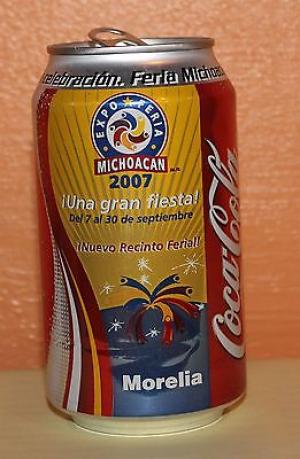 elebración. Feria Michoac
EXPO FERIA
MICHOACAN
2007
¡Una gran fiesta!
Del 7 al 30 de septiembre
¡Nuevo Recinto Ferial!
Morelia
Coca-Cola